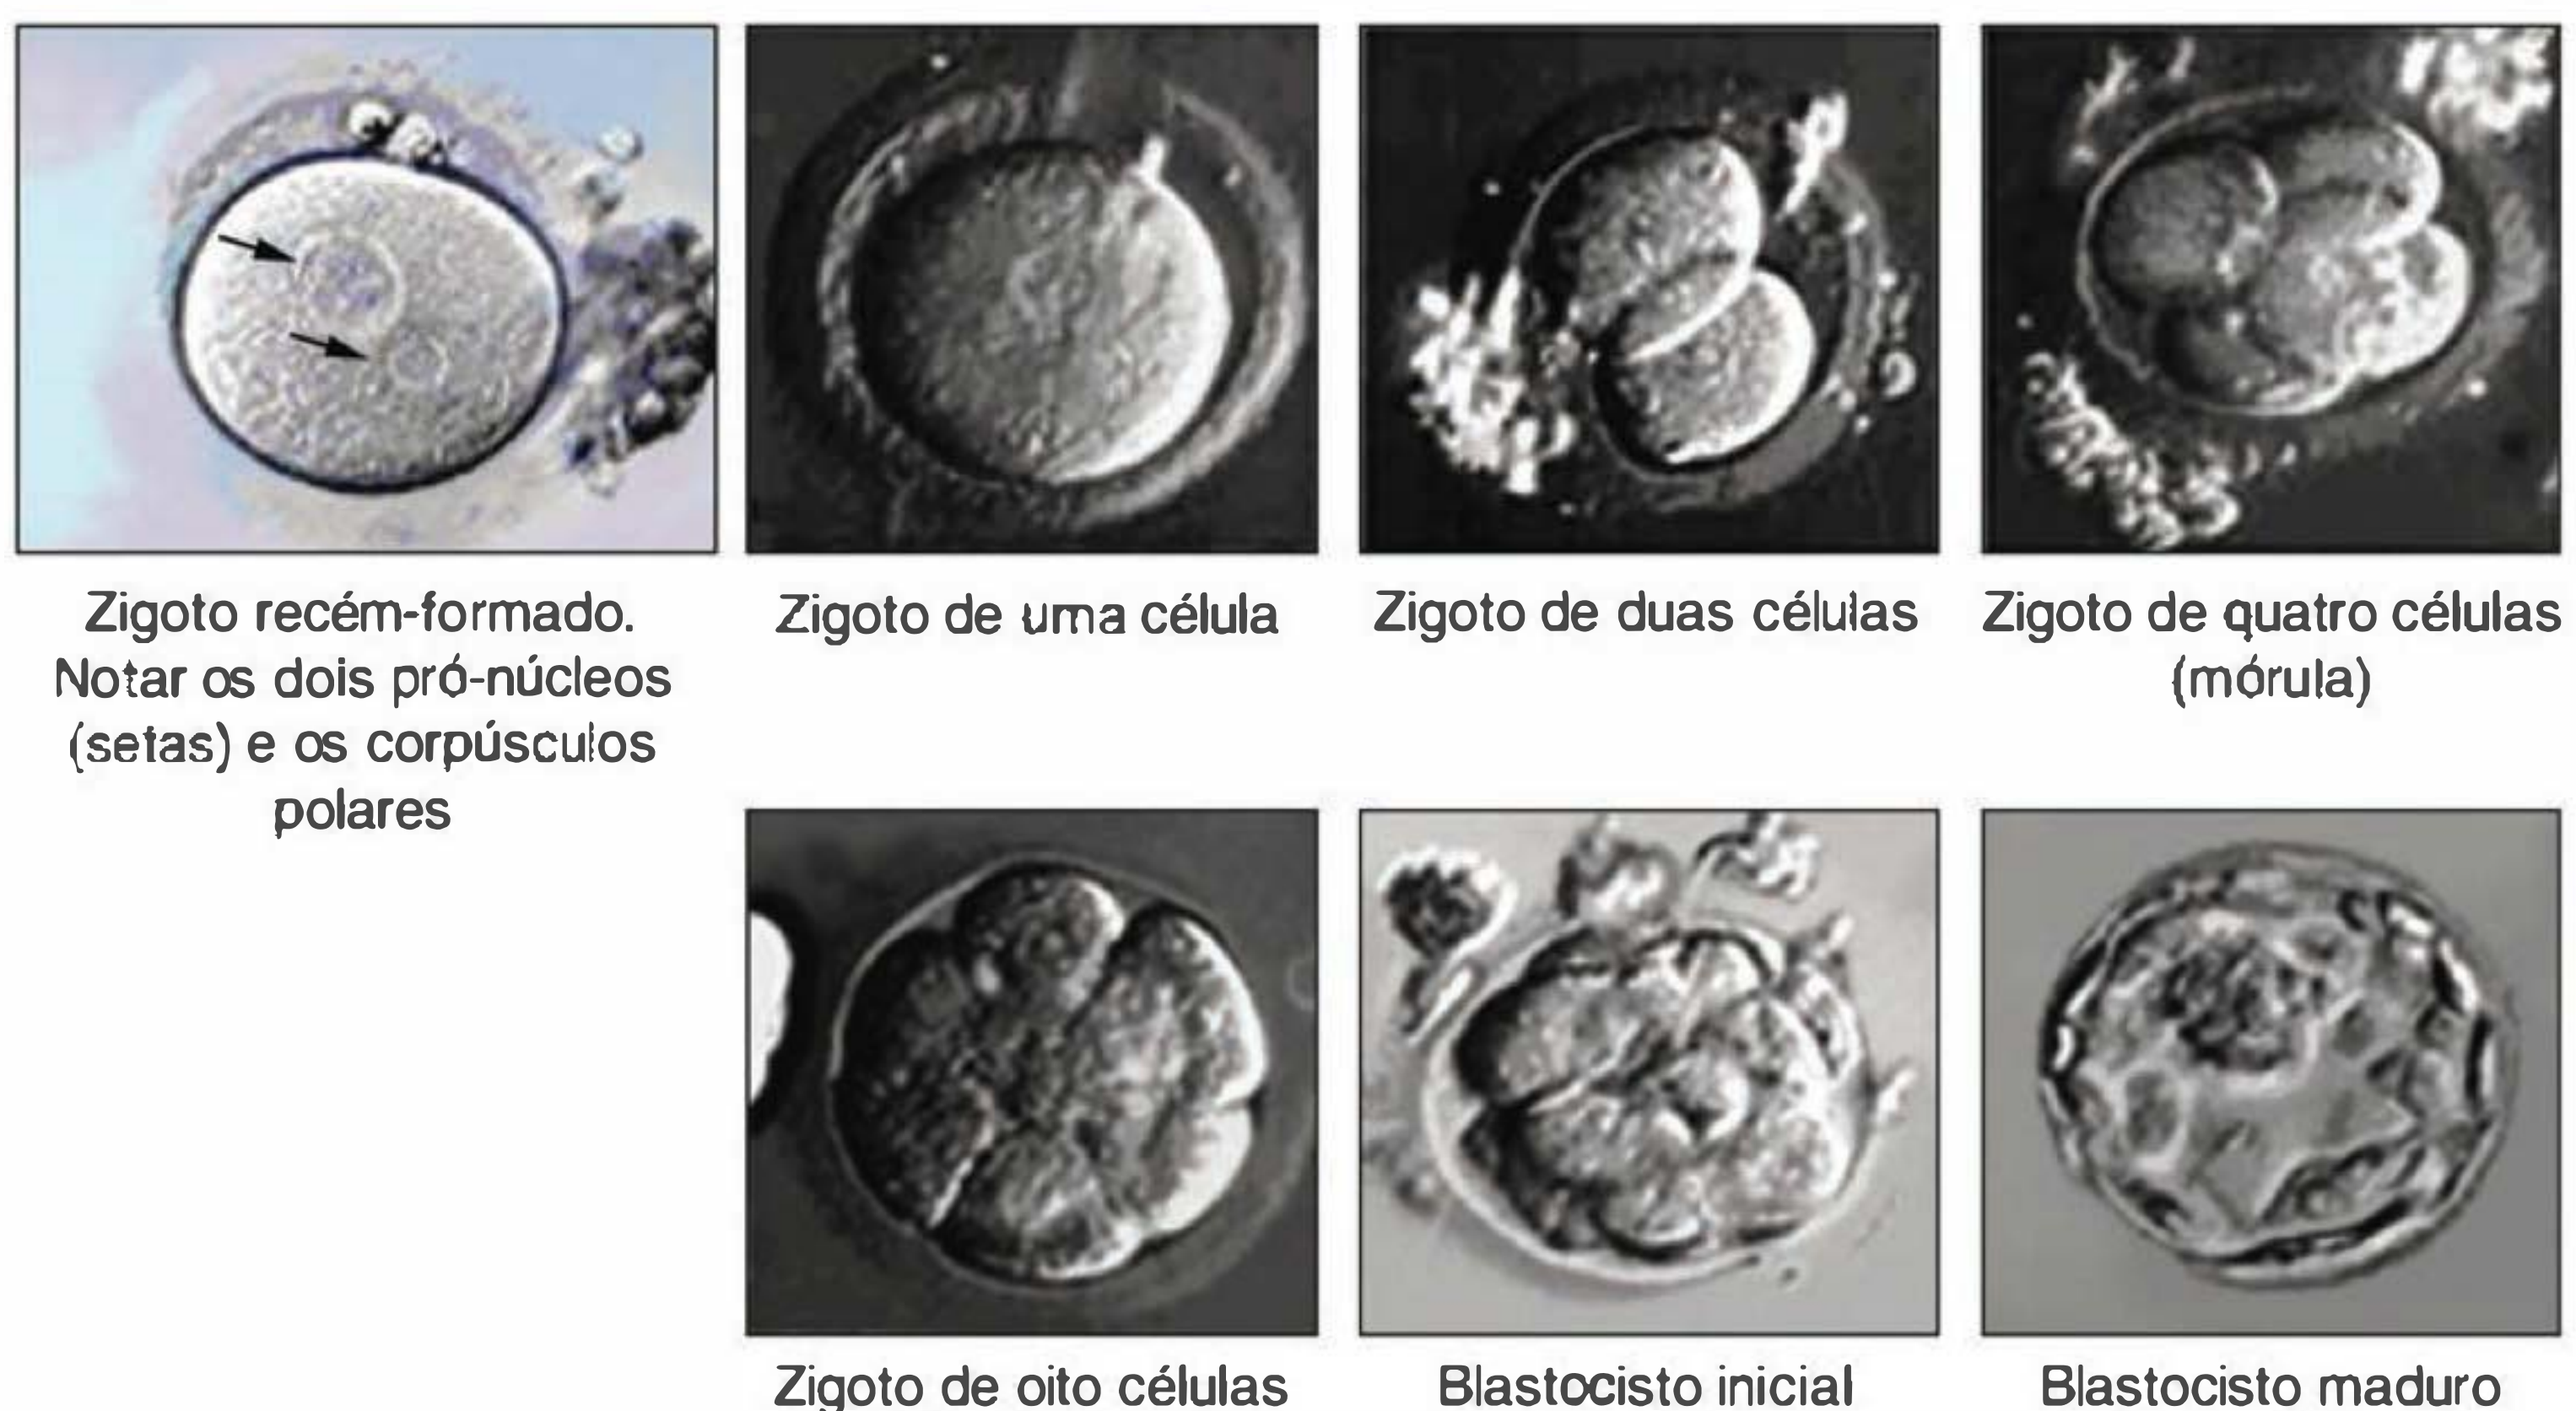 Zigoto recém-formado.
Notar os dois pró-núcleos
(setas) e os corpúsculos
polares
Zigoto de uma célula
Zigoto de duas células
Zigoto de quatro células
(mórula)
Zigoto de oito células
Blastocisto inicial
Blastocisto maduro